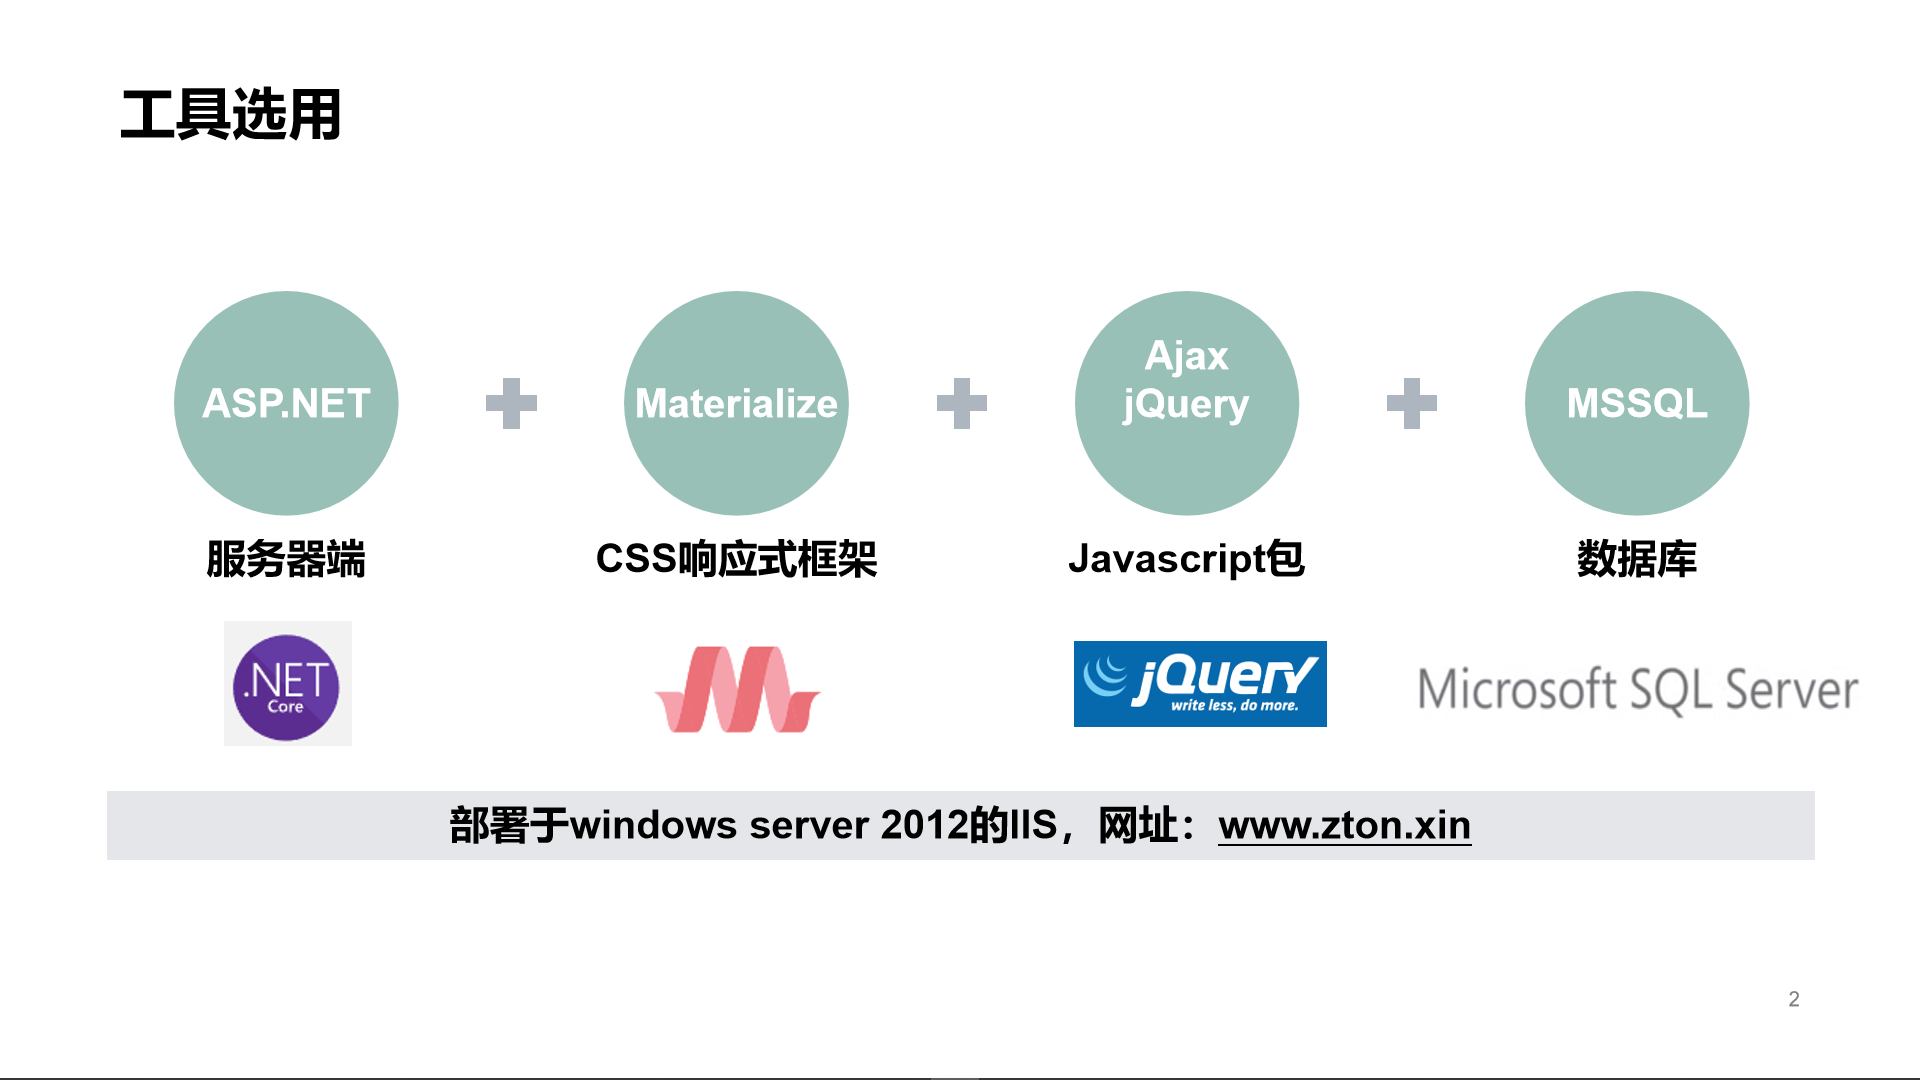 工具选用
ASP.NET
Materialize
Ajax
jQuery
MSSQL
服务器端
CSS响应式框架
Javascript包
数据库
.NET
Core
jQuery
write less, do more.
Microsoft SQL Server
部署于windows server 2012的IIS，网址：www.zton.xin
2